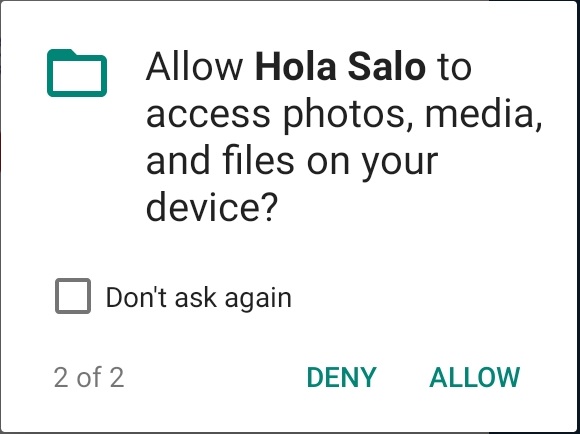 Allow Hola Salo to
access photos, media,
and files on your
device?
Don't ask again
2 of 2
DENY
ALLOW